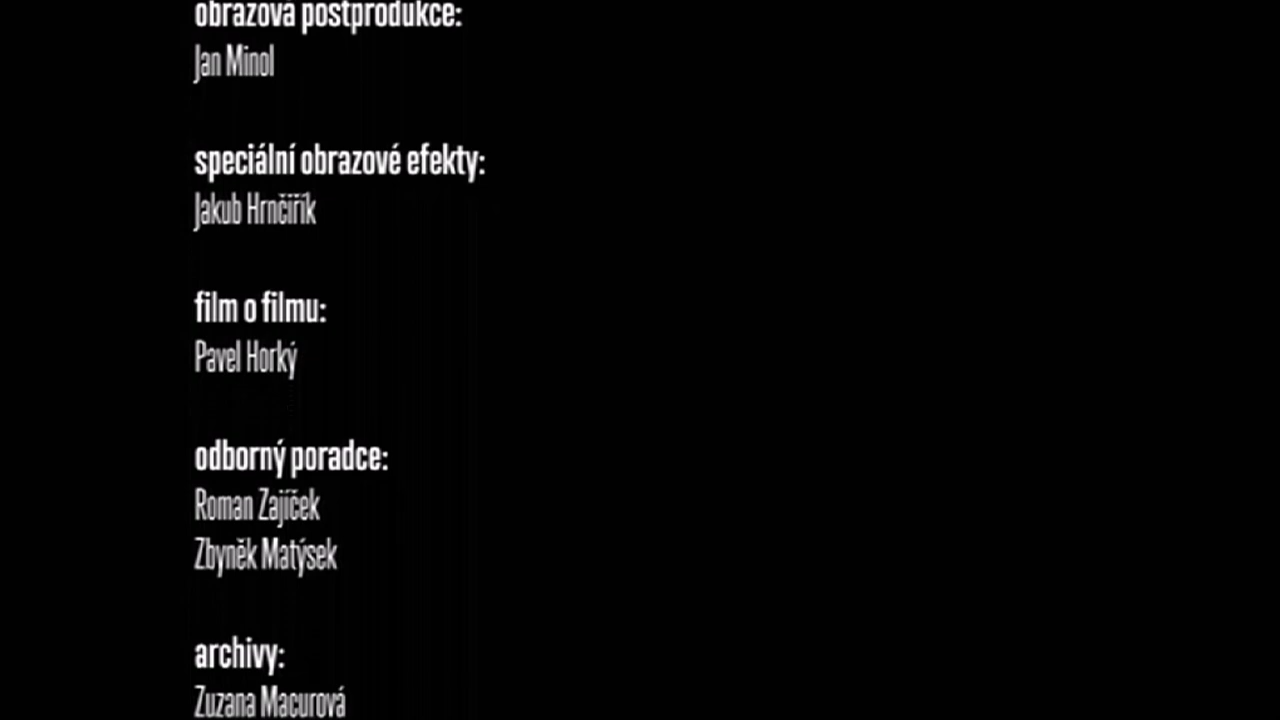 obrazová postprodukce:
Jan Minol
speciální obrazové efekty:
Jakub Hrnčiřík
film o filmu:
Pavel Horký
odborný poradce:
Roman Zajíček
Zbyněk Matýsek
archivy:
Zuzana Macurová